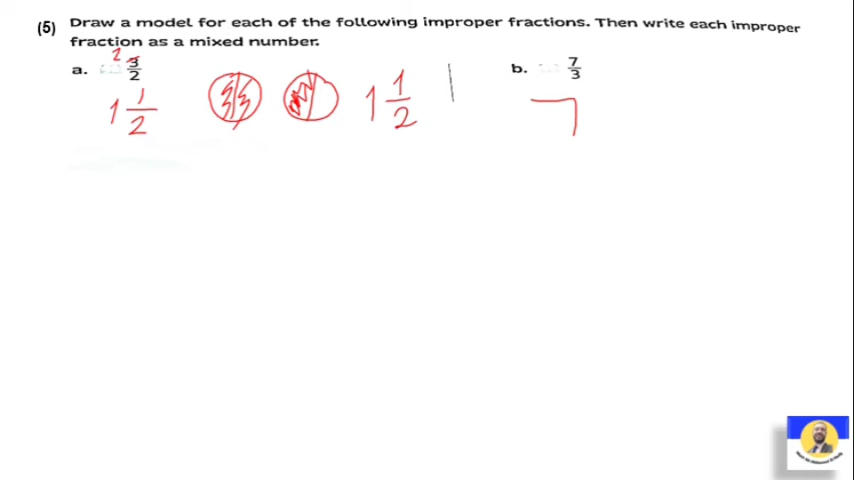 (5) Draw a model for each of the following improper fractions. Then write each improper
fraction as a mixed number.
2
a. 3/2
b. 7/3
1 1/2
1 1/2
7